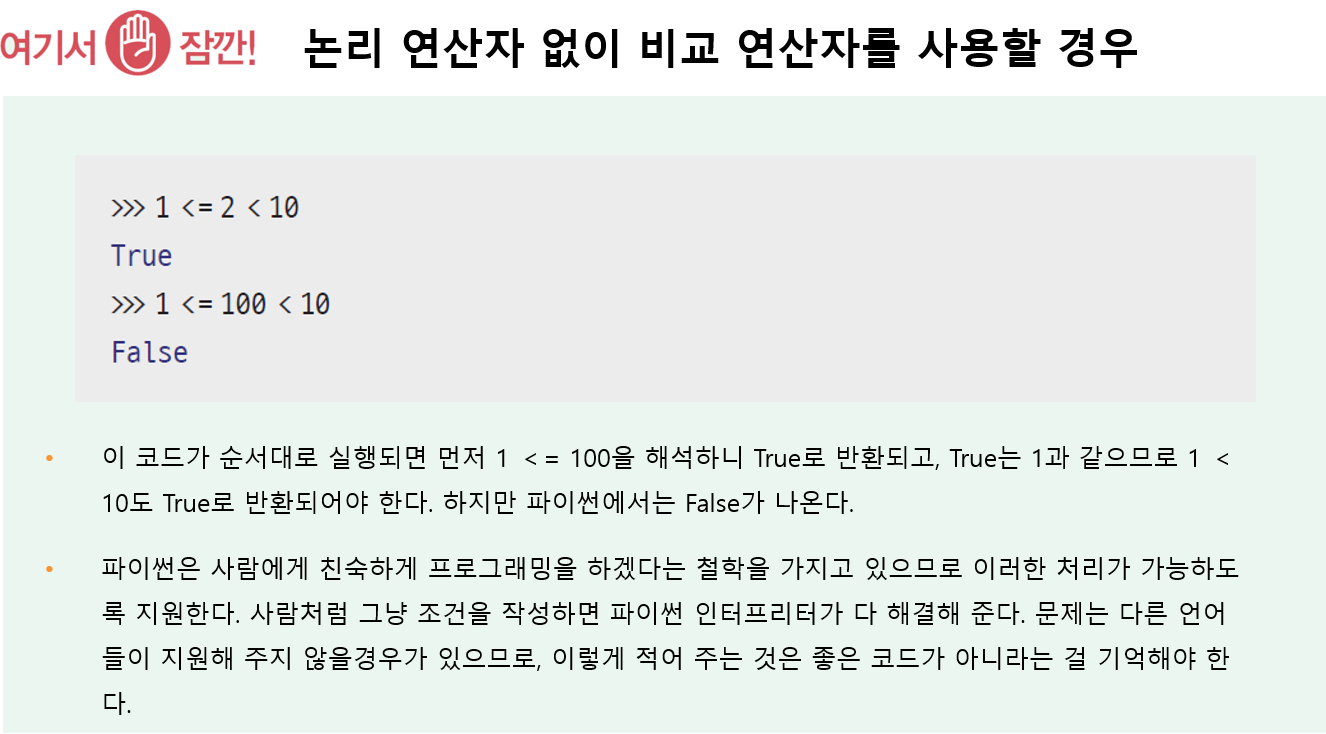 여기서 잠깐! 논리 연산자 없이 비교 연산자를 사용할 경우
>>> 1 <= 2 < 10
True
>>> 1 <= 100 < 10
False
• 이 코드가 순서대로 실행되면 먼저 1 <= 100을 해석하니 True로 반환되고, True는 1과 같으므로 1 <
10도 True로 반환되어야 한다. 하지만 파이썬에서는 False가 나온다.
• 파이썬은 사람에게 친숙하게 프로그래밍을 하겠다는 철학을 가지고 있으므로 이러한 처리가 가능하도
록 지원한다. 사람처럼 그냥 조건을 작성하면 파이썬 인터프리터가 다 해결해 준다. 문제는 다른 언어
들이 지원해 주지 않을경우가 있으므로, 이렇게 적어 주는 것은 좋은 코드가 아니라는 걸 기억해야 한
다.